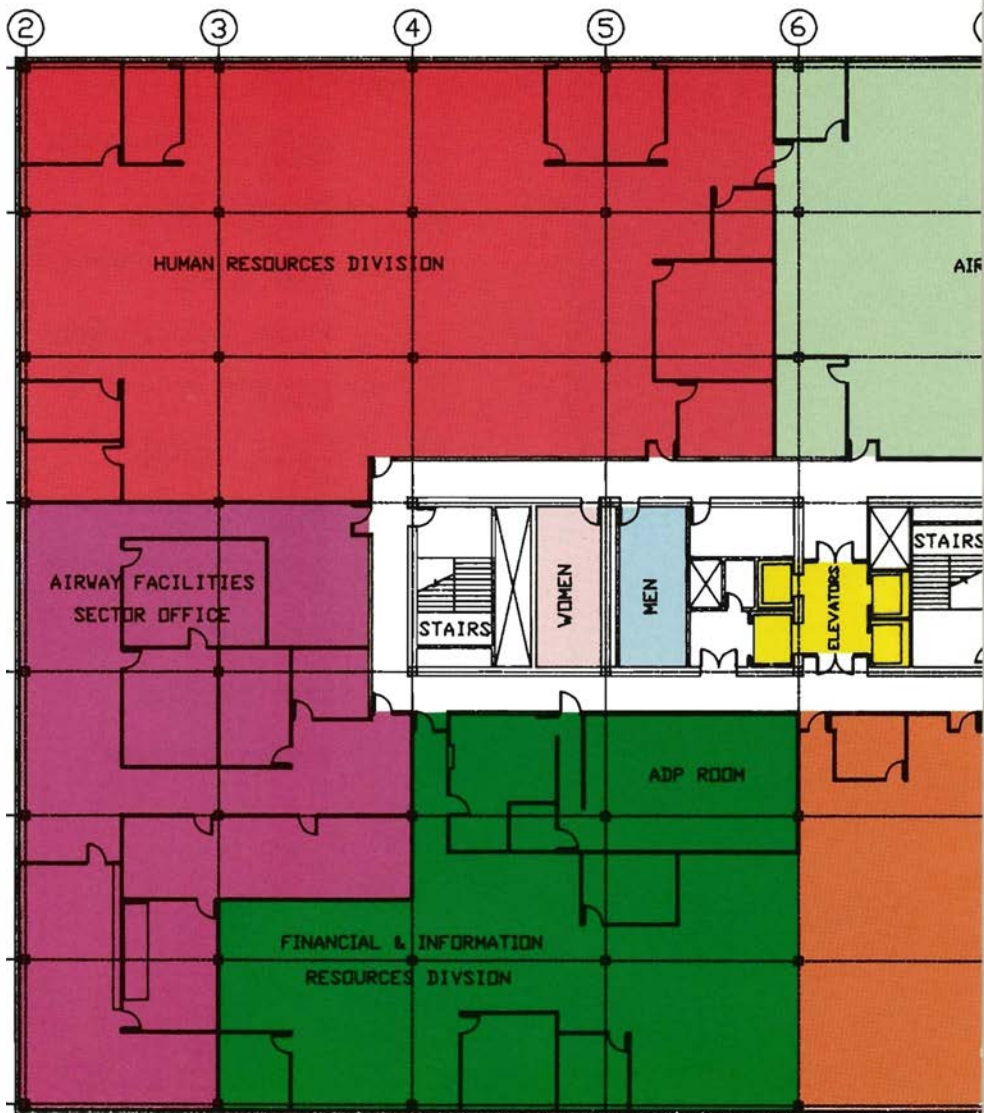 2 3 4 5 6
HUMAN RESOURCES DIVISION
AIRWAY FACILITIES
SECTOR OFFICE
STAIRS
WOMEN
MEN
ELEVATORS
STAIRS
ADP ROOM
FINANCIAL & INFORMATION
RESOURCES DIVSION